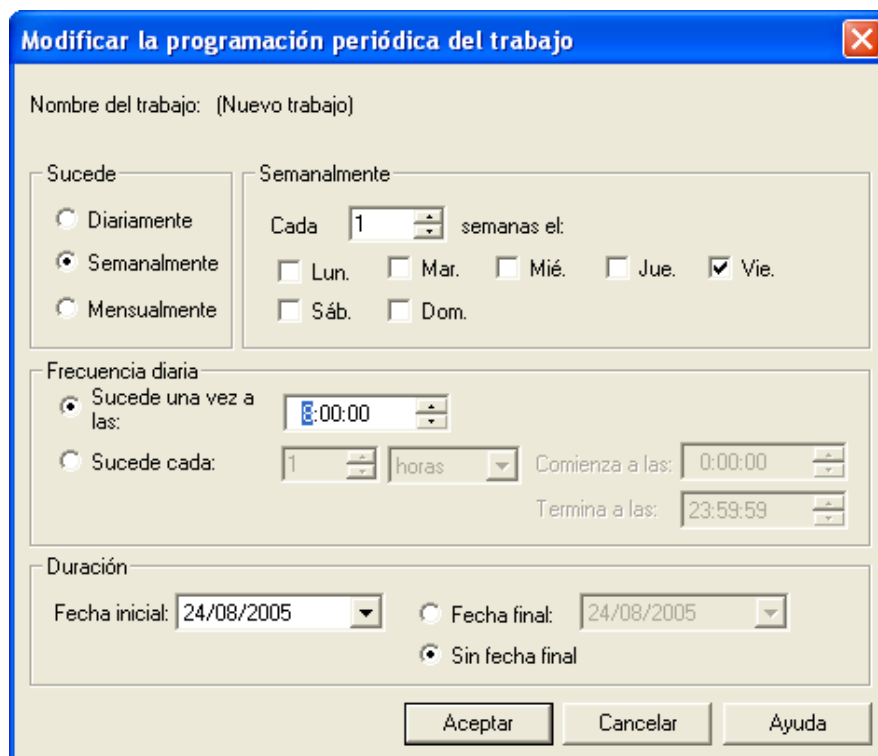 Modificar la programación periódica del trabajo
Nombre del trabajo: (Nuevo trabajo)
Sucede
Diariamente
Semanalmente
Mensualmente
Semanalmente
Cada 1 semanas el:
Lun. Mar. Mié. Jue. Vie.
Sáb. Dom.
Frecuencia diaria
Sucede una vez a
las: 8:00:00
Sucede cada: 1 horas Comienza a las: 0:00:00
Termina a las: 23:59:59
Duración
Fecha inicial: 24/08/2005 Fecha final: 24/08/2005
Sin fecha final
Aceptar Cancelar Ayuda